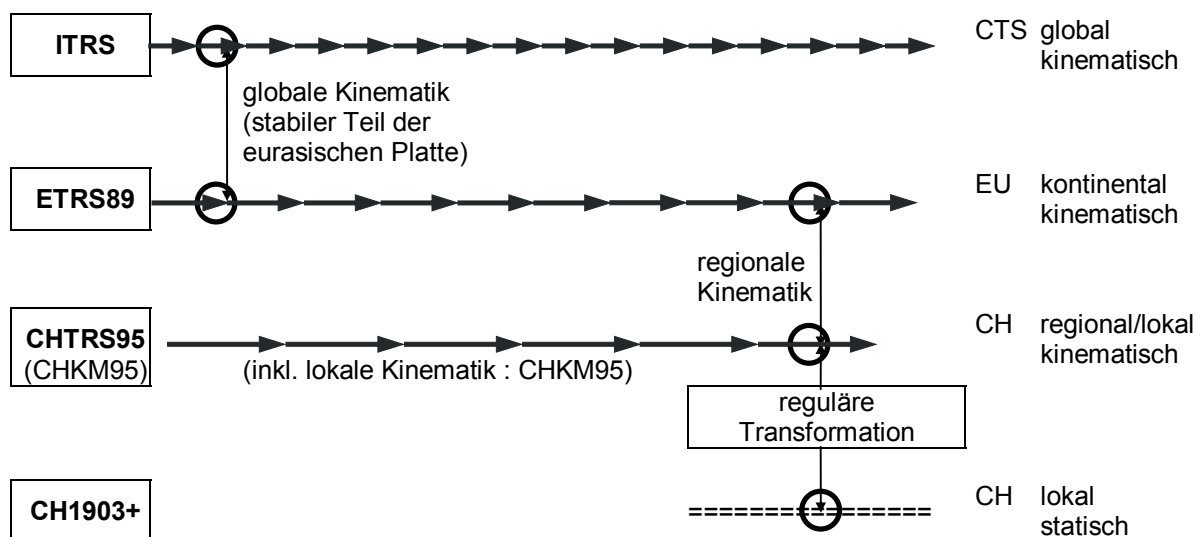 ITRS
CTS global
kinematisch
globale Kinematik
(stabiler Teil der
eurasischen Platte)
ETRS89
EU kontinental
kinematisch
regionale
Kinematik
CHTRS95
(CHKM95)
(inkl. lokale Kinematik : CHKM95)
CH regional/lokal
kinematisch
reguläre
Transformation
CH1903+
CH lokal
statisch